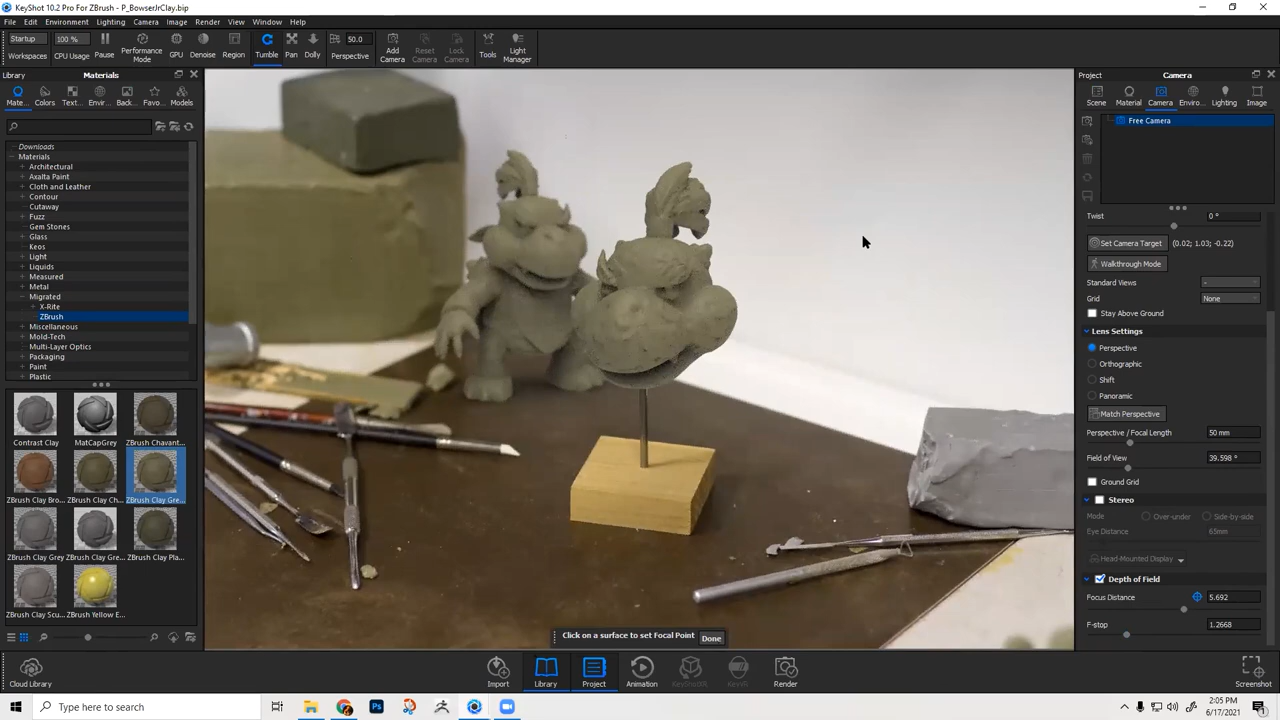 KeyShot 10.2 Pro For ZBrush - P_BowserJrClay.bip
File Edit Environment Lighting Camera Image Render View Window Help
Startup 100 % 50.0
Workspaces CPU Usage Pause Performance Mode GPU Denoise Region Tumble Pan Dolly Perspective Add Camera Reset Camera Lock Camera Tools Light Manager
Library Materials
Mate... Colors Text... Envir... Back... Favo... Models
Downloads
Materials
Architectural
Axalta Paint
Cloth and Leather
Contour
Cutaway
Fuzz
Gem Stones
Glass
Keos
Light
Liquids
Measured
Metal
Migrated
X-Rite
ZBrush
Miscellaneous
Mold-Tech
Multi-Layer Optics
Packaging
Paint
Plastic
Contrast Clay MatCapGrey ZBrush Chavant...
ZBrush Clay Bro... ZBrush Clay Ch... ZBrush Clay Gre...
ZBrush Clay Grey ZBrush Clay Gre... ZBrush Clay Pla...
ZBrush Clay Scu... ZBrush Yellow E...
Click on a surface to set Focal Point Done
Project Camera
Scene Material Camera Enviro... Lighting Image
Free Camera
Twist 0 °
Set Camera Target (0.02; 1.03; -0.22)
Walkthrough Mode
Standard Views -
Grid None
Stay Above Ground
Lens Settings
Perspective
Orthographic
Shift
Panoramic
Match Perspective
Perspective / Focal Length 50 mm
Field of View 39.598 °
Ground Grid
Stereo
Mode Over-under Side-by-side
Eye Distance 65mm
Head-Mounted Display
Depth of Field
Focus Distance 5.692
F-stop 1.2668
Cloud Library Import Library Project Animation KeyShotXR KeyVR Render Screenshot
Type here to search
2:05 PM
6/17/2021